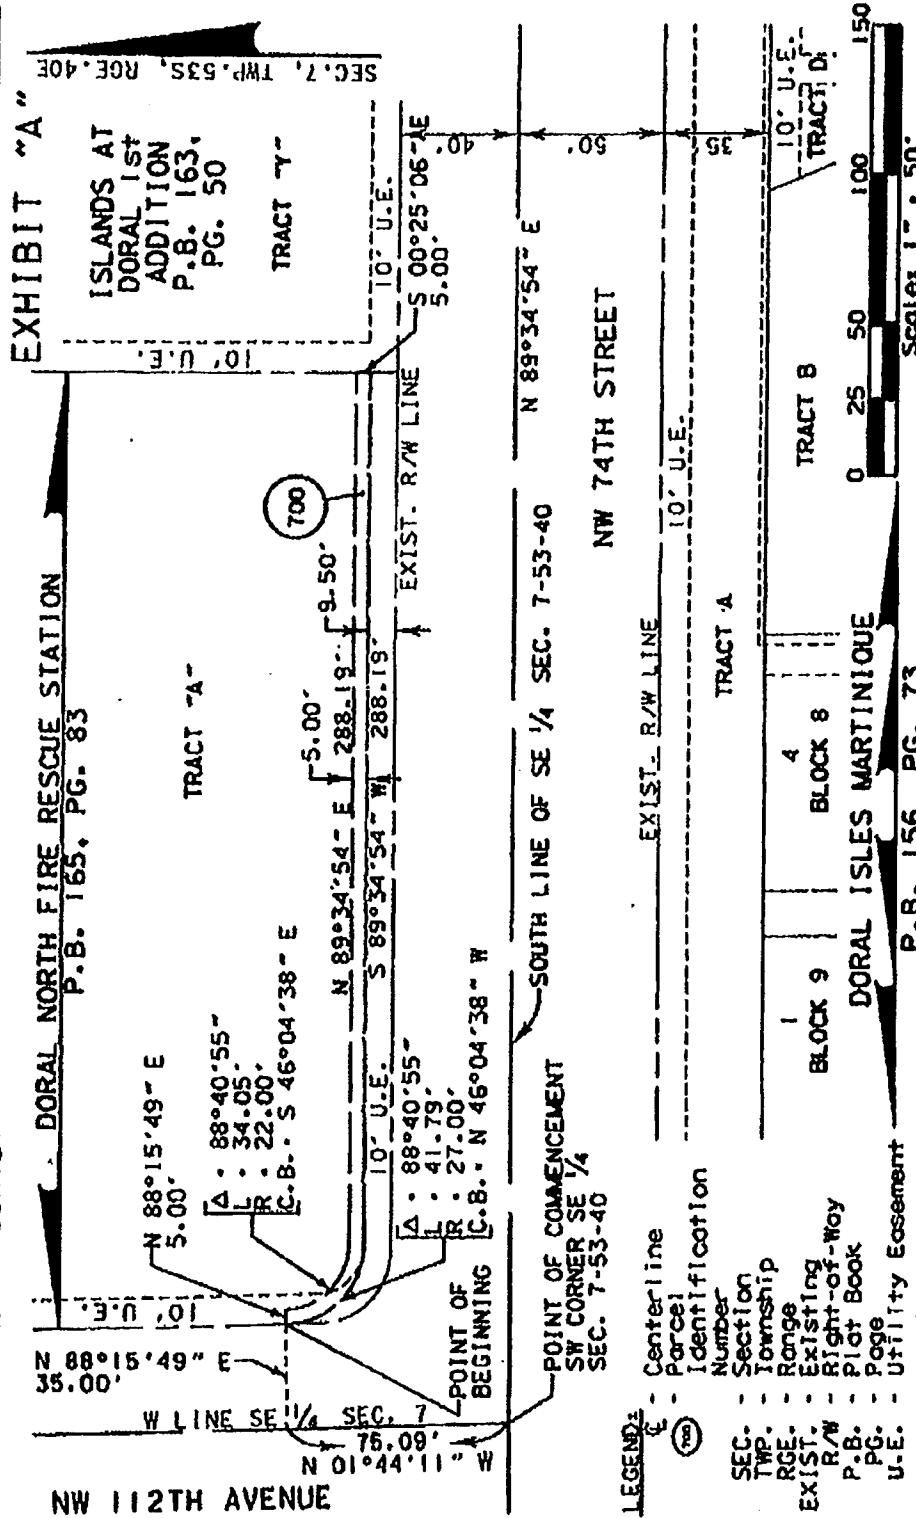 EXHIBIT "A"
SEC.7, TWP.53S, RGE.40E
ISLANDS AT
DORAL 1st
ADDITION
P.B. 163,
PG. 50
TRACT "Y"
10' U.E.
10' U.E.
DORAL NORTH FIRE RESCUE STATION
P.B. 165, PG. 83
TRACT "A"
700
N 88°15'49" E
5.00'
Δ • 88°40'55"
L • 34.05'
R • 22.00'
C.B. • S 46°04'38" E
5.00'
9.50'
N 89°34'54" E 288.19'
S 89°34'54" W 288.19'
EXIST. R/W LINE
S 00°25'06" E
5.00'
10' U.E.
10' U.E.
Δ • 88°40'55"
L • 41.79'
R • 27.00'
C.B. • N 46°04'38" W
N 88°15'49" E
35.00'
W LINE SE 1/4 SEC. 7
75.09'
N 01°44'11" W
NW 112TH AVENUE
POINT OF
BEGINNING
POINT OF COMMENCEMENT
SW CORNER SE 1/4
SEC. 7-53-40
SOUTH LINE OF SE 1/4 SEC. 7-53-40
N 89°34'54" E
NW 74TH STREET
40'
50'
35
EXIST. R/W LINE
10' U.E.
TRACT A
10' U.E.
TRACT D
TRACT B
1
BLOCK 9
4
BLOCK 8
DORAL ISLES MARTINIQUE
P.B. 156 PG. 73
0 25 50 100 150
Scale: 1" = 50'
LEGEND:
℄ - Centerline
700 - Parcel
Identification
Number
SEC. - Section
TWP. - Township
RGE. - Range
EXIST. - Existing
R/W - Right-of-Way
P.B. - Plat Book
PG. - Page
U.E. - Utility Easement